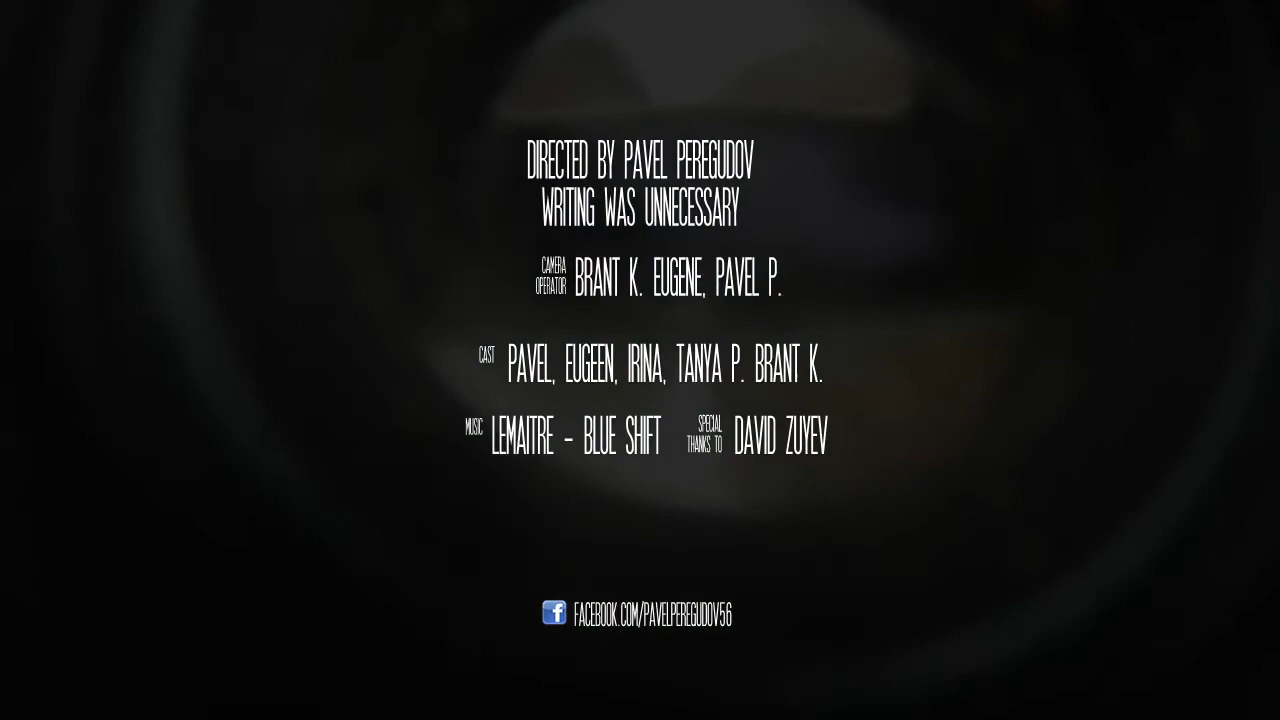 DIRECTED BY PAVEL PEREGUDOV
WRITING WAS UNNECESSARY
CAMERA OPERATOR BRANT K. EUGENE, PAVEL P.
CAST PAVEL, EUGEEN, IRINA, TANYA P. BRANT K.
MUSIC LEMAITRE - BLUE SHIFT SPECIAL THANKS TO DAVID ZUYEV
f FACEBOOK.COM/PAVELPEREGUDOV56